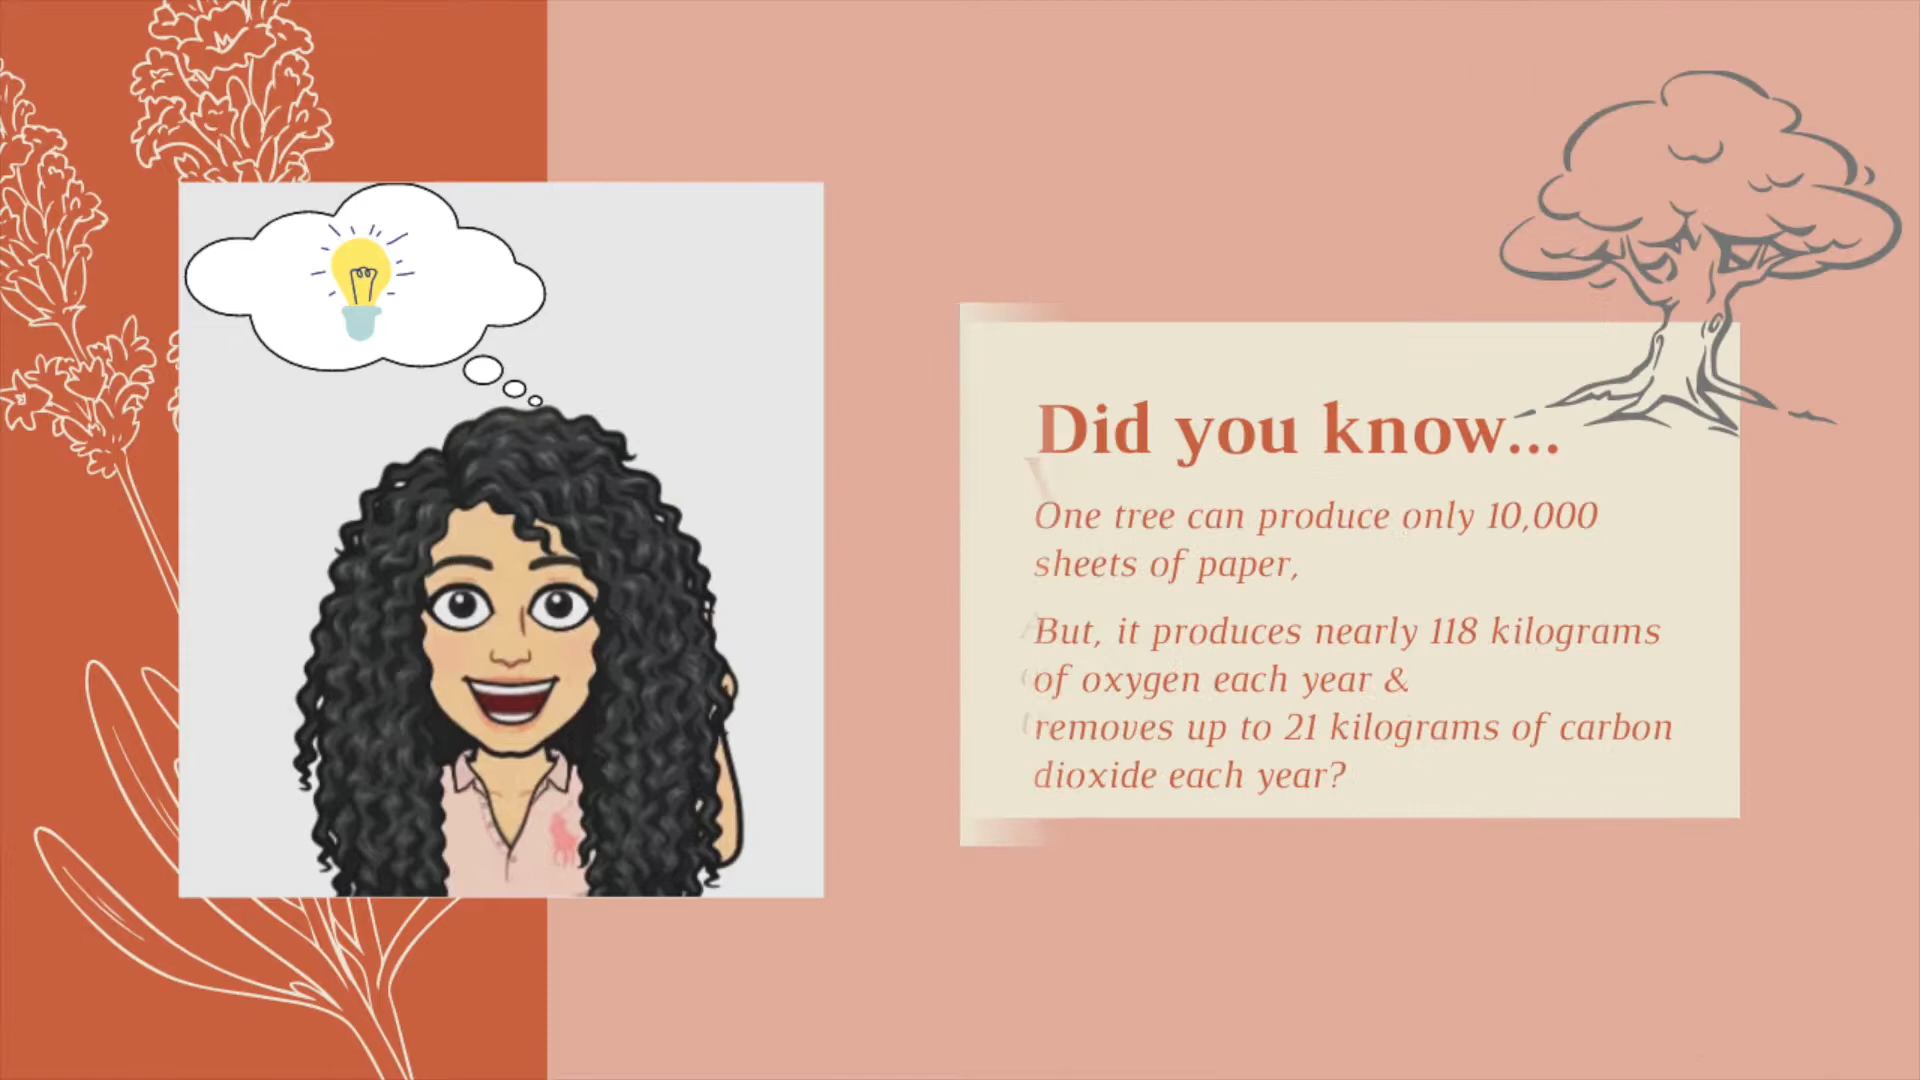 Did you know...
One tree can produce only 10,000
sheets of paper,
But, it produces nearly 118 kilograms
of oxygen each year &
removes up to 21 kilograms of carbon
dioxide each year?